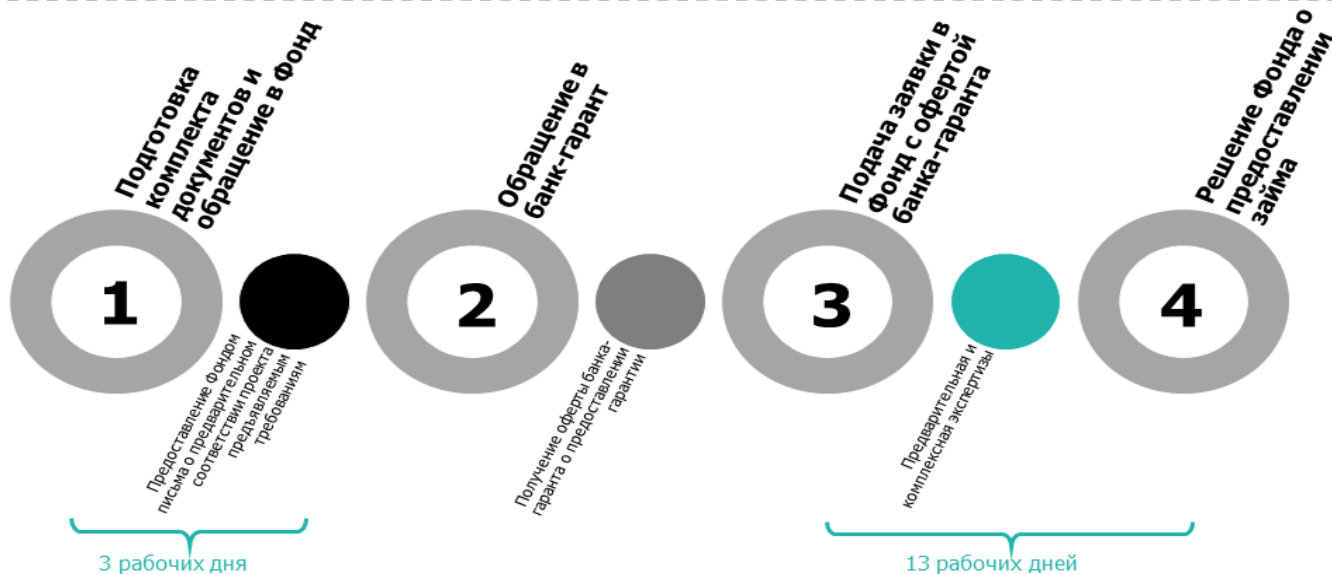 Подготовка
комплекта
документов и
обращение в Фонд
1
Предоставление Фондом
письма о предварительном
соответствии проекта
предъявляемым
требованиям
Обращение в
банк-гарант
2
Получение оферты банка-
гаранта о предоставлении
гарантии
Подача заявки в
Фонд с офертой
банка-гаранта
3
Предварительная и
комплексная экспертизы
Решение Фонда о
предоставлении
займа
4
3 рабочих дня
13 рабочих дней